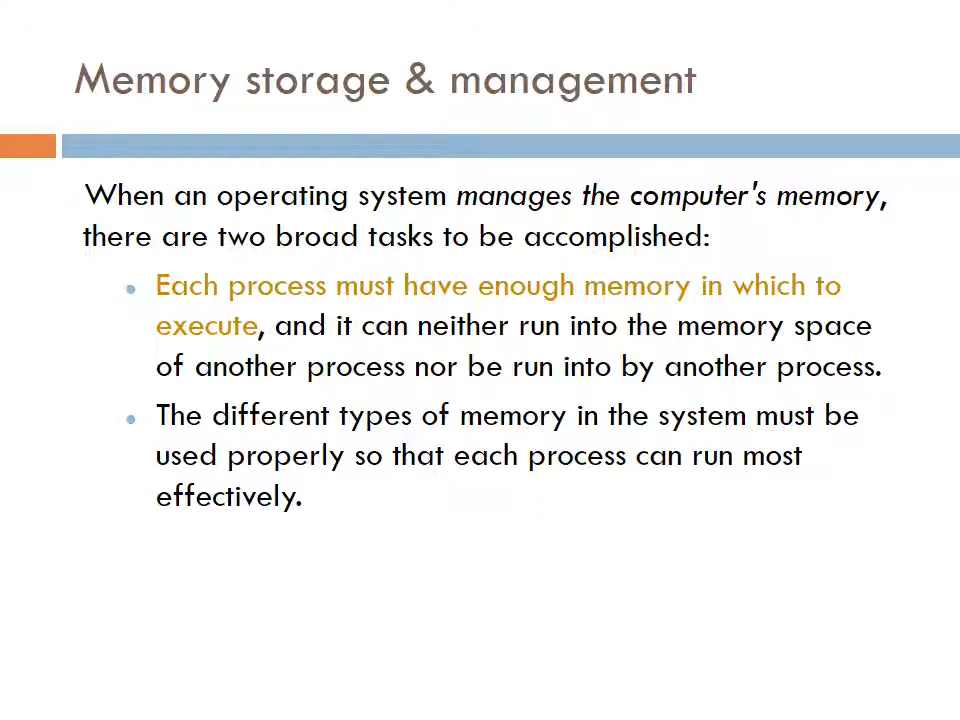 Memory storage & management
When an operating system manages the computer's memory,
there are two broad tasks to be accomplished:
• Each process must have enough memory in which to
execute, and it can neither run into the memory space
of another process nor be run into by another process.
• The different types of memory in the system must be
used properly so that each process can run most
effectively.